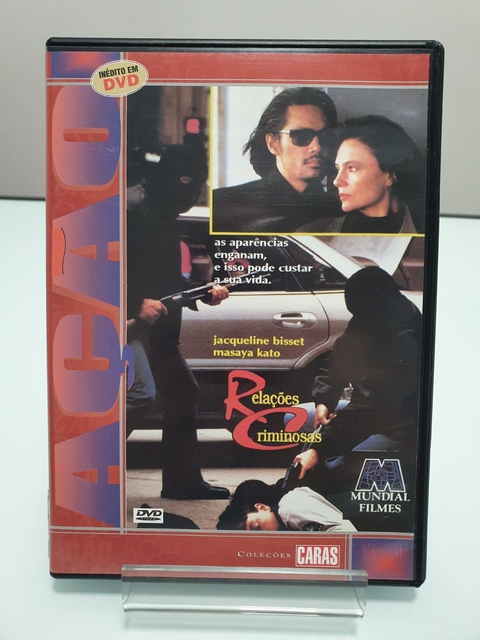 INÉDITO EM
DVD
AÇÃO
as aparências
enganam,
e isso pode custar
a sua vida.
jacqueline bisset
masaya kato
Relações
Criminosas
M
MUNDIAL
FILMES
DVD
VIDEO
COLEÇÕES CARAS